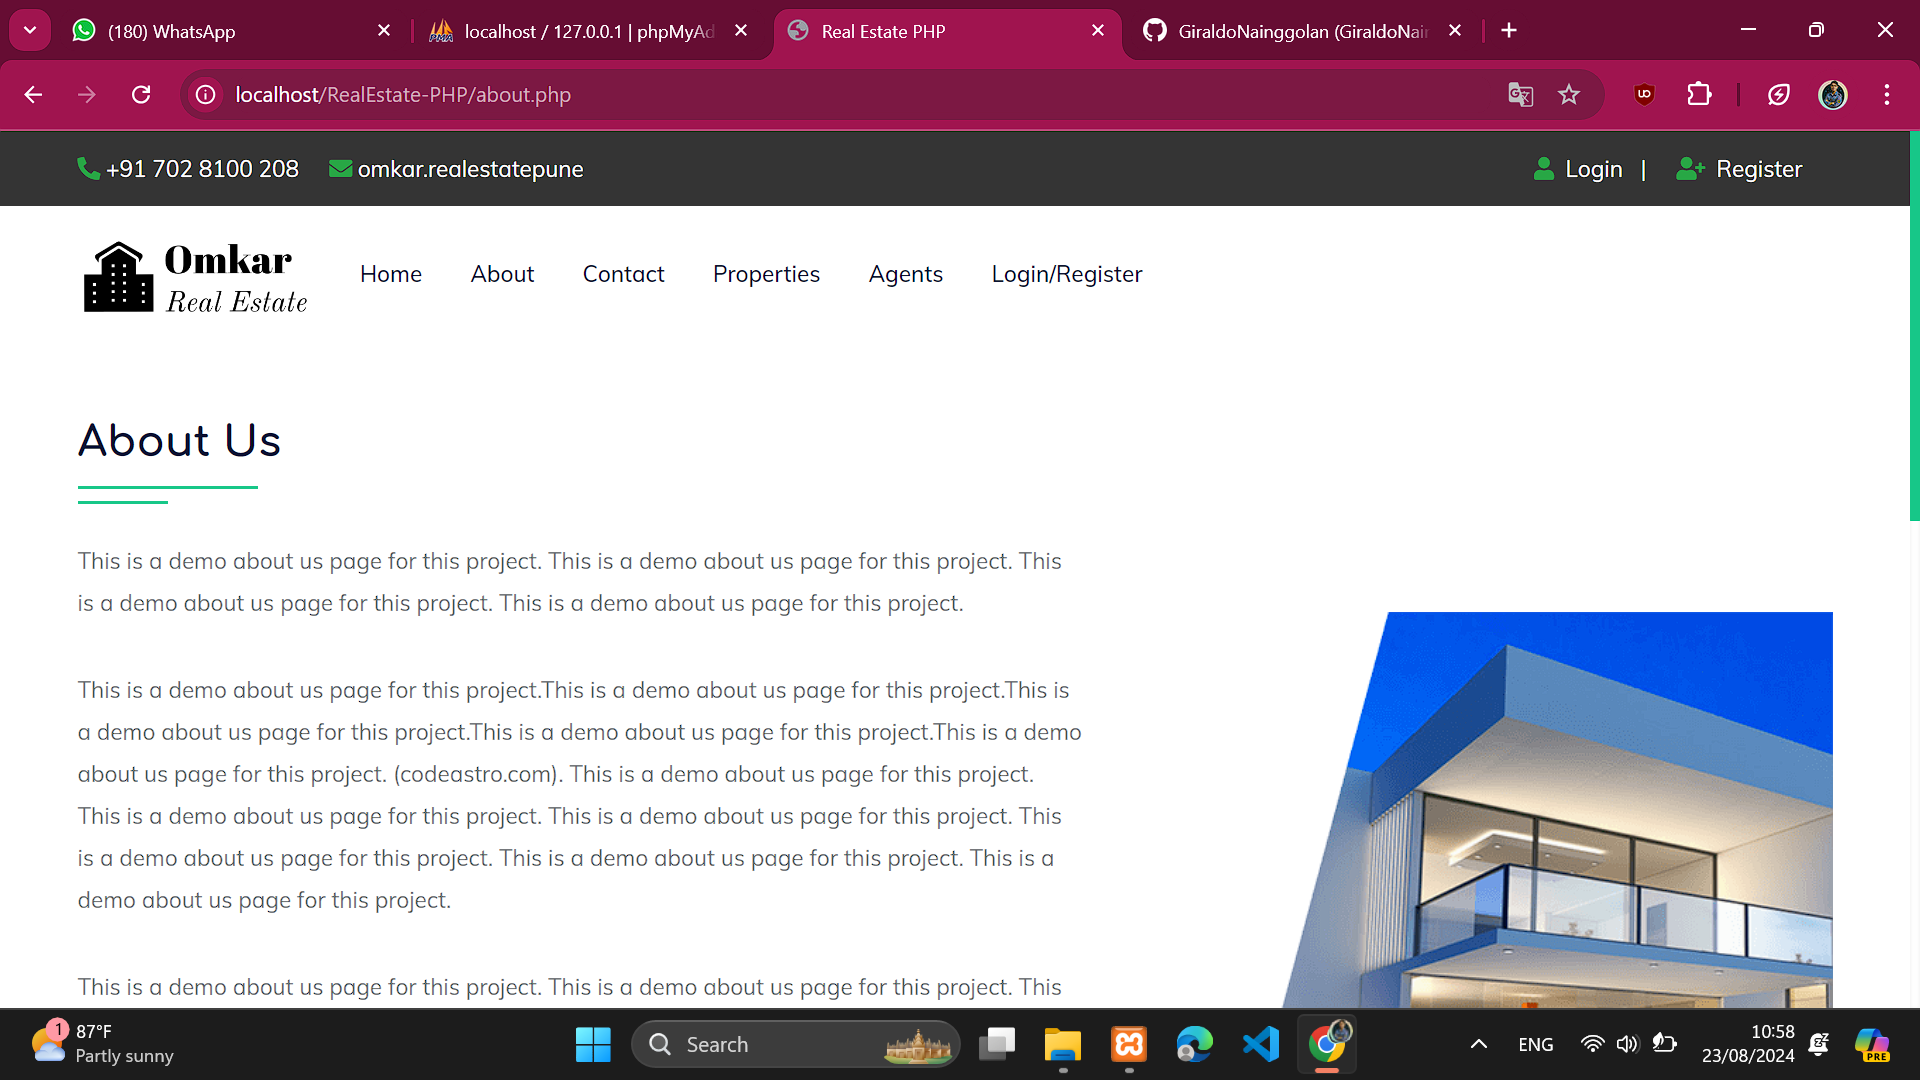 (180) WhatsApp
localhost / 127.0.0.1 | phpMyAd
Real Estate PHP
GiraldoNainggolan (GiraldoNain
localhost/RealEstate-PHP/about.php
+91 702 8100 208
omkar.realestatepune
Login |
Register
Omkar
Real Estate
Home
About
Contact
Properties
Agents
Login/Register
About Us
This is a demo about us page for this project. This is a demo about us page for this project. This
is a demo about us page for this project. This is a demo about us page for this project.
This is a demo about us page for this project.This is a demo about us page for this project.This is
a demo about us page for this project.This is a demo about us page for this project.This is a demo
about us page for this project. (codeastro.com). This is a demo about us page for this project.
This is a demo about us page for this project. This is a demo about us page for this project. This
is a demo about us page for this project. This is a demo about us page for this project. This is a
demo about us page for this project.
This is a demo about us page for this project. This is a demo about us page for this project. This
1
87°F
Partly sunny
Search
ENG
10:58
23/08/2024
PRE